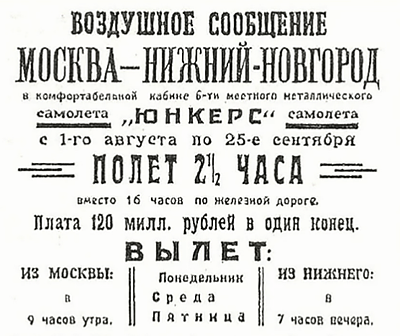 ВОЗДУШНОЕ СООБЩЕНИЕ
МОСКВА—НИЖНИЙ-НОВГОРОД
в комфортабельной кабине 6-ти местного металлического
самолета „ЮНКЕРС“ самолета
с 1-го августа по 25-е сентября
ПОЛЕТ 2½ ЧАСА
вместо 16 часов по железной дороге.
Плата 120 милл. рублей в один конец.
ВЫЛЕТ:
ИЗ МОСКВЫ:
в
9 часов утра.
Понедельник
Среда
Пятница
ИЗ НИЖНЕГО:
в
7 часов вечера.